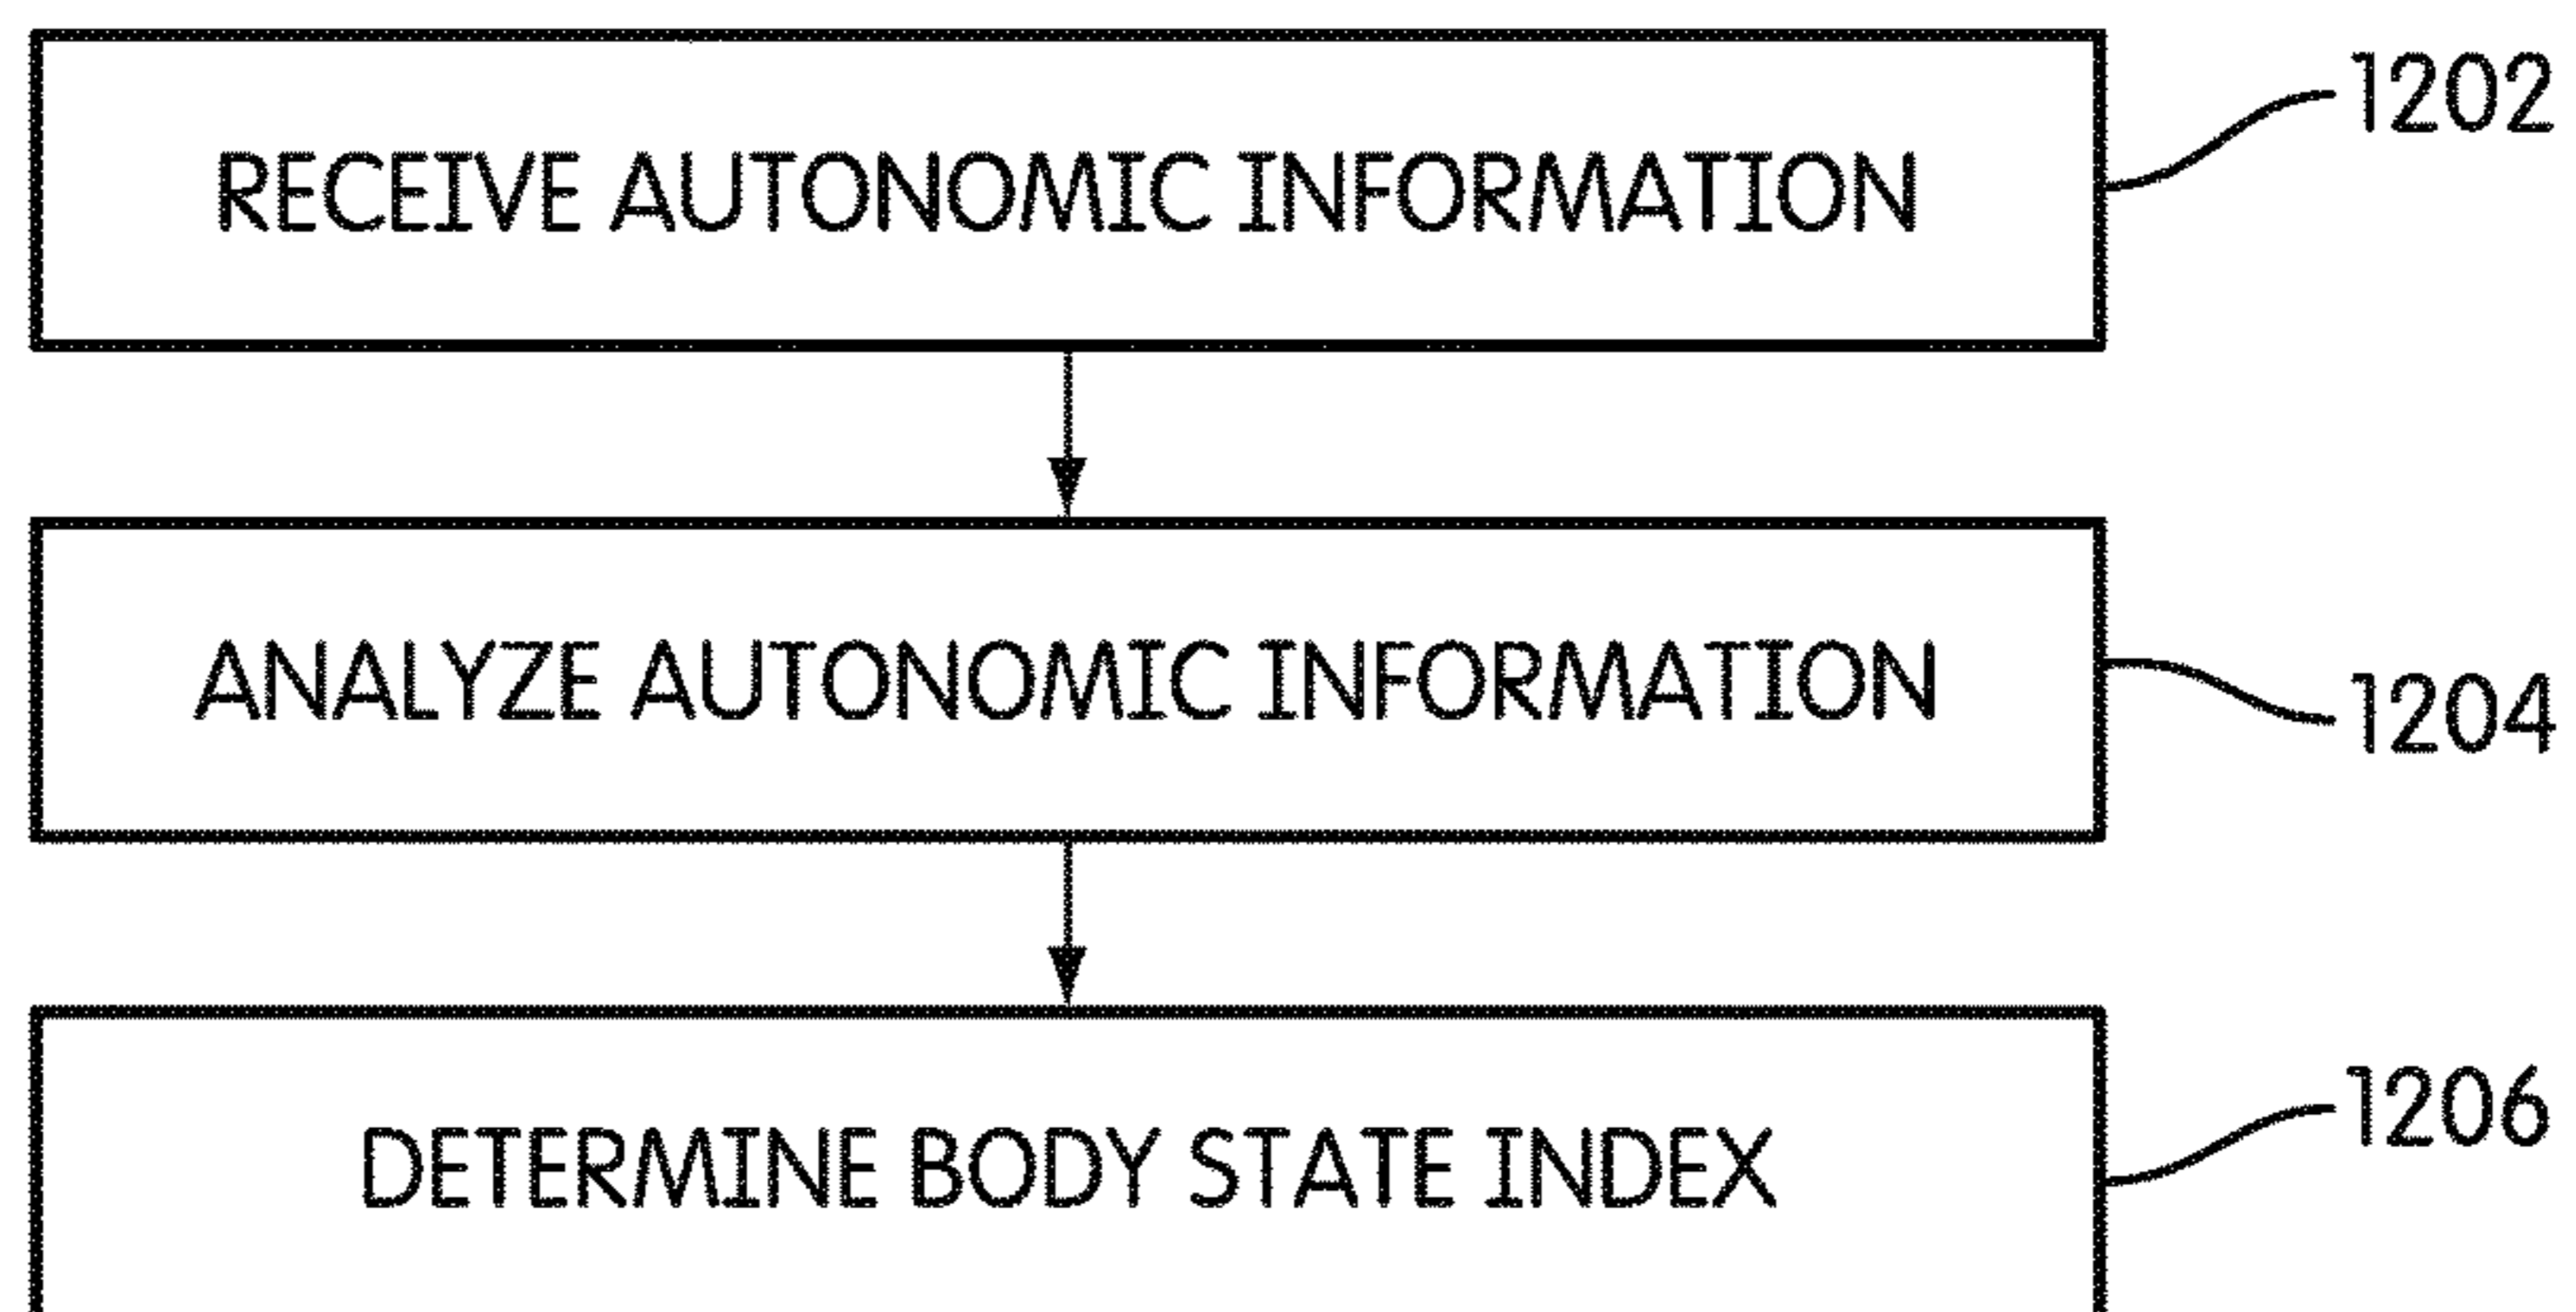 RECEIVE AUTONOMIC INFORMATION
1202
ANALYZE AUTONOMIC INFORMATION
1204
DETERMINE BODY STATE INDEX
1206